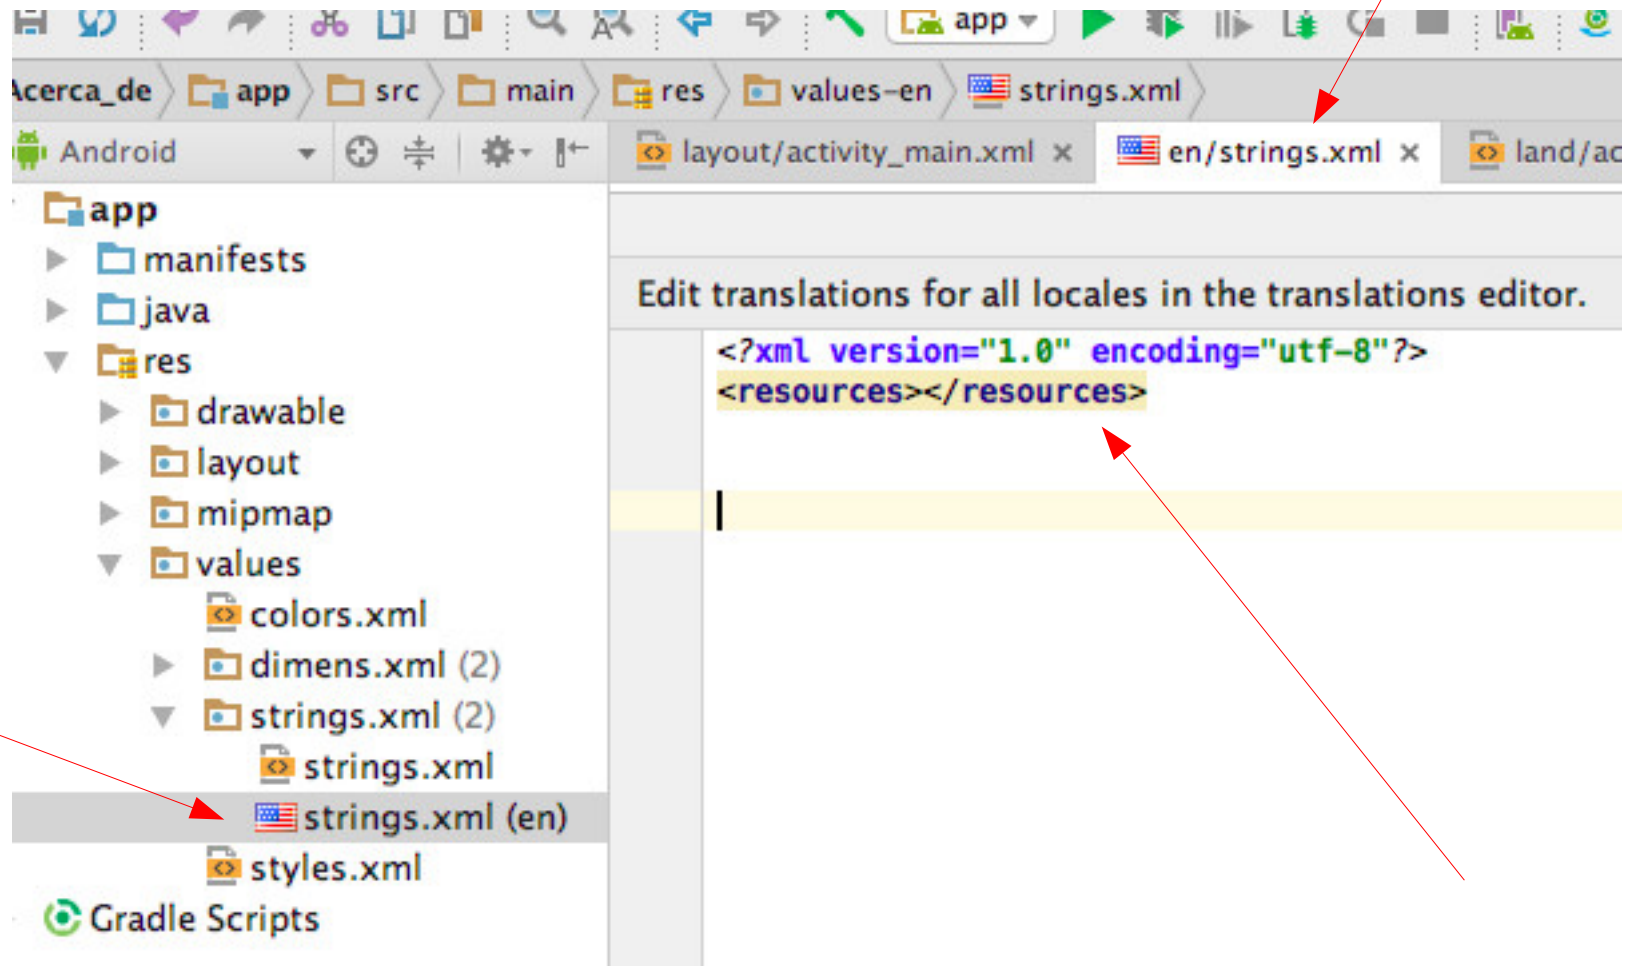 app
Acerca_de app src main res values-en strings.xml
Android
layout/activity_main.xml × en/strings.xml × land/ac
app
manifests
java
res
drawable
layout
mipmap
values
colors.xml
dimens.xml (2)
strings.xml (2)
strings.xml
strings.xml (en)
styles.xml
Gradle Scripts
Edit translations for all locales in the translations editor.
<?xml version="1.0" encoding="utf-8"?>
<resources></resources>